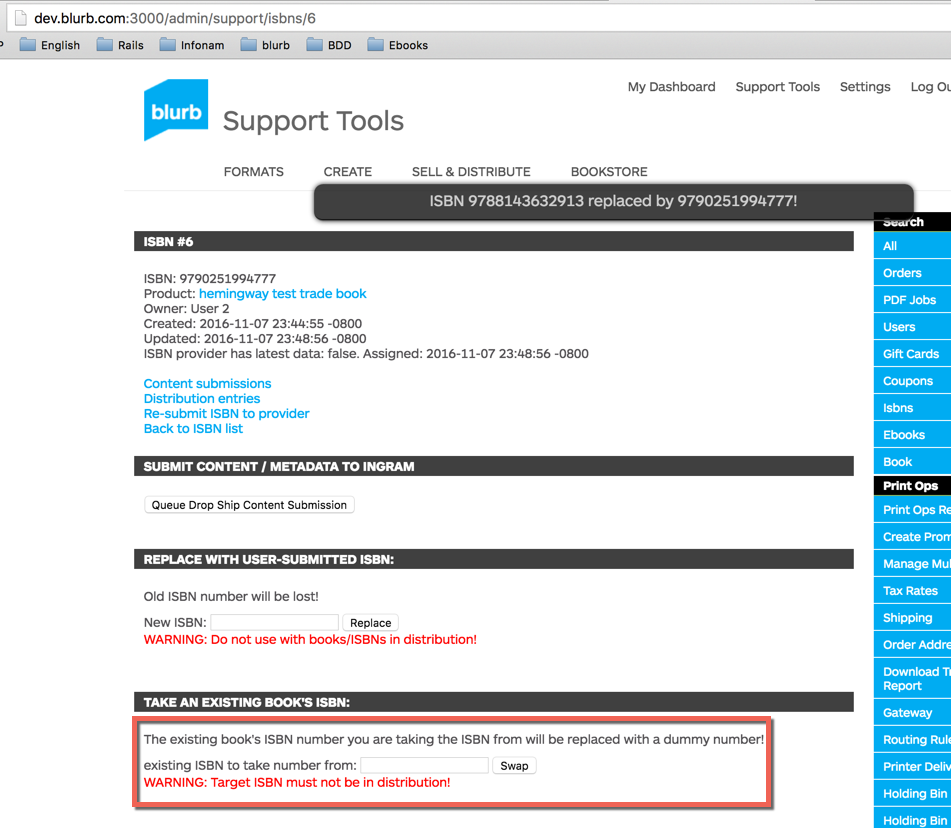 dev.blurb.com:3000/admin/support/isbns/6
English Rails Infonam blurb BDD Ebooks
My Dashboard Support Tools Settings Log Ou
blurb
Support Tools
FORMATS CREATE SELL & DISTRIBUTE BOOKSTORE
ISBN 9788143632913 replaced by 9790251994777!
ISBN #6
ISBN: 9790251994777
Product: hemingway test trade book
Owner: User 2
Created: 2016-11-07 23:44:55 -0800
Updated: 2016-11-07 23:48:56 -0800
ISBN provider has latest data: false. Assigned: 2016-11-07 23:48:56 -0800
Content submissions
Distribution entries
Re-submit ISBN to provider
Back to ISBN list
SUBMIT CONTENT / METADATA TO INGRAM
Queue Drop Ship Content Submission
REPLACE WITH USER-SUBMITTED ISBN:
Old ISBN number will be lost!
New ISBN: Replace
WARNING: Do not use with books/ISBNs in distribution!
TAKE AN EXISTING BOOK'S ISBN:
The existing book's ISBN number you are taking the ISBN from will be replaced with a dummy number!
existing ISBN to take number from: Swap
WARNING: Target ISBN must not be in distribution!
Search
All
Orders
PDF Jobs
Users
Gift Cards
Coupons
Isbns
Ebooks
Book
Print Ops
Print Ops Re
Create Prom
Manage Mul
Tax Rates
Shipping
Order Addre
Download T
Report
Gateway
Routing Rule
Printer Deliv
Holding Bin
Holding Bin